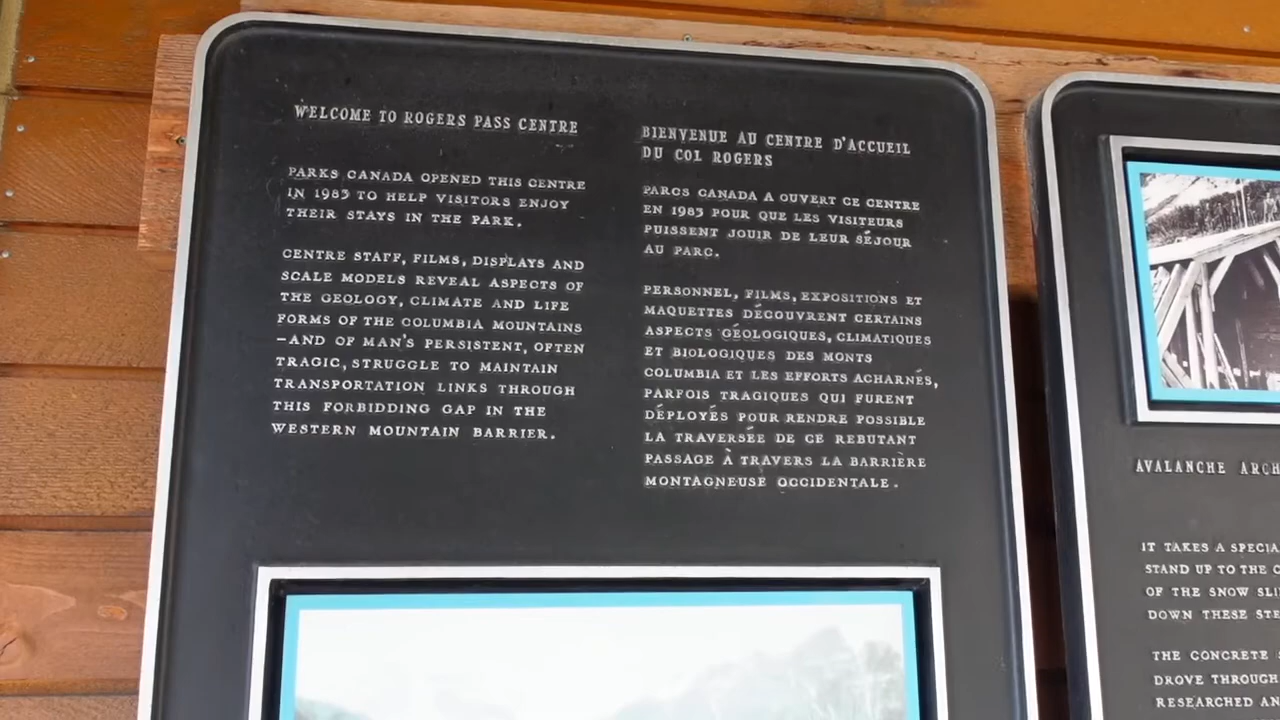 WELCOME TO ROGERS PASS CENTRE
PARKS CANADA OPENED THIS CENTRE
IN 1983 TO HELP VISITORS ENJOY
THEIR STAYS IN THE PARK.
CENTRE STAFF, FILMS, DISPLAYS AND
SCALE MODELS REVEAL ASPECTS OF
THE GEOLOGY, CLIMATE AND LIFE
FORMS OF THE COLUMBIA MOUNTAINS
—AND OF MAN'S PERSISTENT, OFTEN
TRAGIC, STRUGGLE TO MAINTAIN
TRANSPORTATION LINKS THROUGH
THIS FORBIDDING GAP IN THE
WESTERN MOUNTAIN BARRIER.
BIENVENUE AU CENTRE D'ACCUEIL
DU COL ROGERS
PARCS CANADA A OUVERT CE CENTRE
EN 1983 POUR QUE LES VISITEURS
PUISSENT JOUIR DE LEUR SÉJOUR
AU PARC.
PERSONNEL, FILMS, EXPOSITIONS ET
MAQUETTES DÉCOUVRENT CERTAINS
ASPECTS GÉOLOGIQUES, CLIMATIQUES
ET BIOLOGIQUES DES MONTS
COLUMBIA ET LES EFFORTS ACHARNÉS,
PARFOIS TRAGIQUES QUI FURENT
DÉPLOYÉS POUR RENDRE POSSIBLE
LA TRAVERSÉE DE CE REBUTANT
PASSAGE À TRAVERS LA BARRIÈRE
MONTAGNEUSE OCCIDENTALE.
AVALANCHE ARCH
IT TAKES A SPECIA
STAND UP TO THE
OF THE SNOW SLI
DOWN THESE STE
THE CONCRETE
DROVE THROUGH
RESEARCHED AN